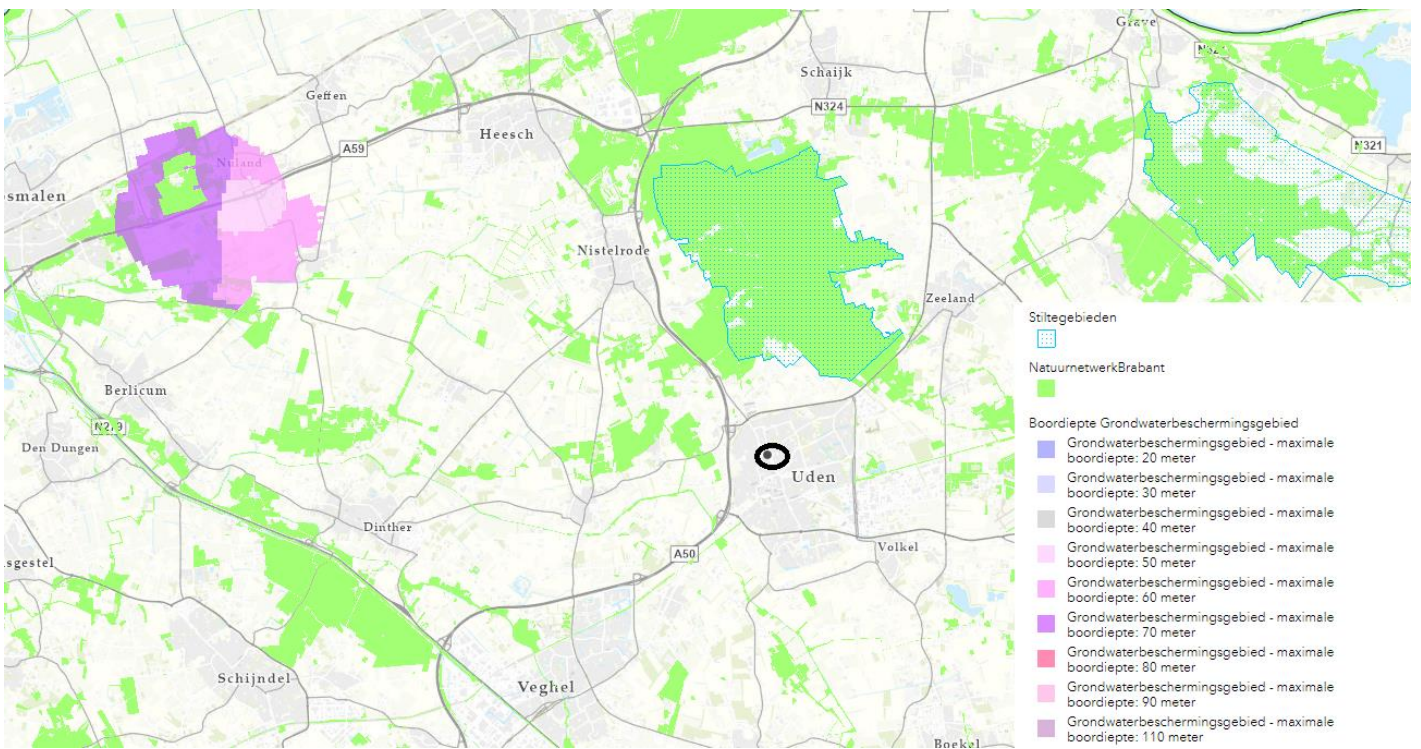 Grave
N324
Schaijk
Geffen
N324
Heesch
A59
Nuland
N321
osmalen
Nistelrode
Zeeland
Stiltegebieden
NatuurnetwerkBrabant
Berlicum
Boordiepte Grondwaterbeschermingsgebied
N279
Grondwaterbeschermingsgebied - maximale
boordiepte: 20 meter
Den Dungen
Grondwaterbeschermingsgebied - maximale
boordiepte: 30 meter
Uden
Grondwaterbeschermingsgebied - maximale
boordiepte: 40 meter
Dinther
Grondwaterbeschermingsgebied - maximale
boordiepte: 50 meter
Volkel
A50
sgestel
Grondwaterbeschermingsgebied - maximale
boordiepte: 60 meter
Grondwaterbeschermingsgebied - maximale
boordiepte: 70 meter
Grondwaterbeschermingsgebied - maximale
boordiepte: 80 meter
Schijndel
Veghel
Grondwaterbeschermingsgebied - maximale
boordiepte: 90 meter
Grondwaterbeschermingsgebied - maximale
boordiepte: 110 meter
Boekel